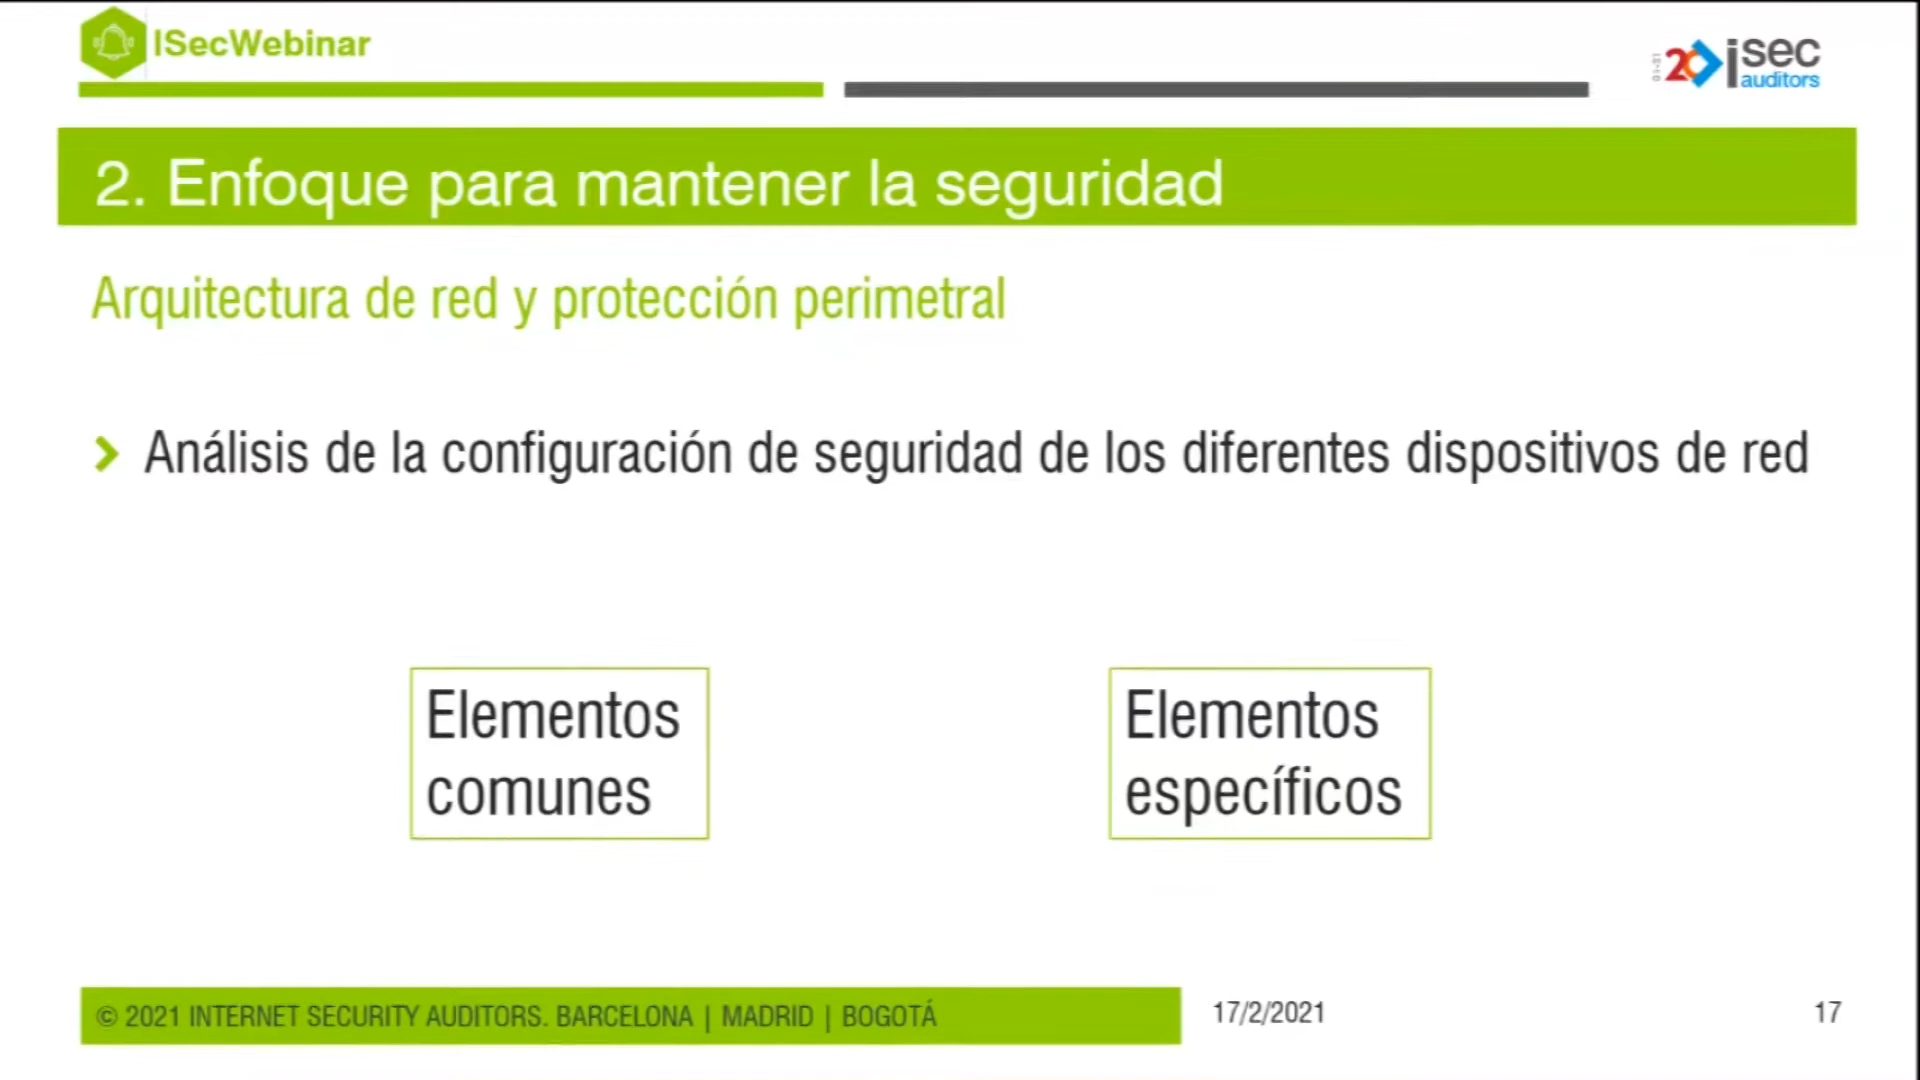 ISecWebinar
20 isec
auditors
2. Enfoque para mantener la seguridad
Arquitectura de red y protección perimetral
Análisis de la configuración de seguridad de los diferentes dispositivos de red
Elementos
comunes
Elementos
específicos
© 2021 INTERNET SECURITY AUDITORS. BARCELONA | MADRID | BOGOTÁ
17/2/2021
17